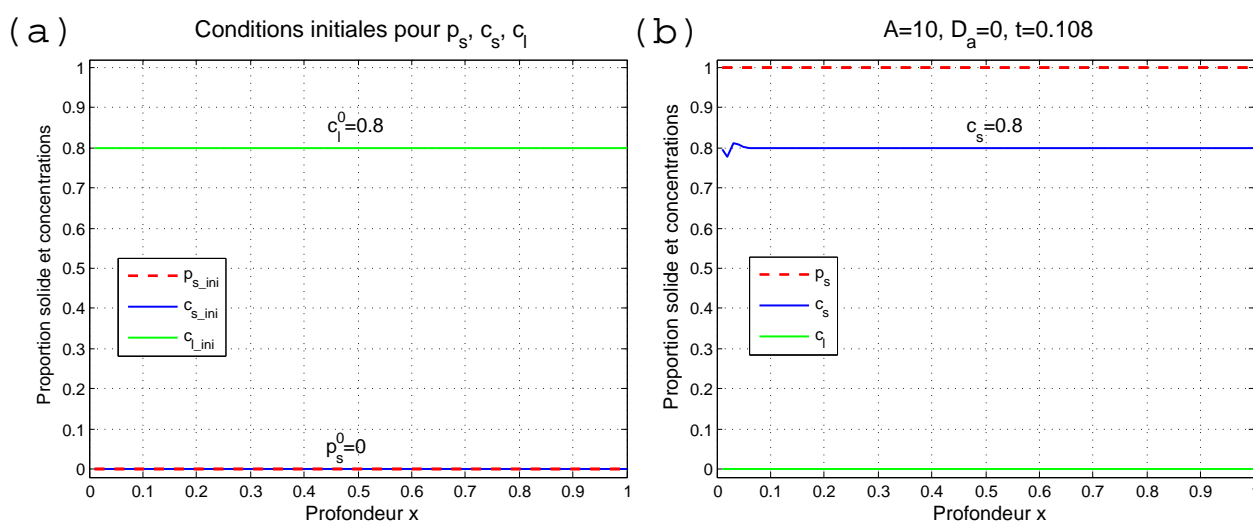 (a)
Conditions initiales pour p_s, c_s, c_l
Proportion solide et concentrations
1
0.9
0.8
0.7
0.6
0.5
0.4
0.3
0.2
0.1
0
c_l^0=0.8
p_s_ini
c_s_ini
c_l_ini
p_s^0=0
0 0.1 0.2 0.3 0.4 0.5 0.6 0.7 0.8 0.9 1
Profondeur x
(b)
A=10, D_a=0, t=0.108
Proportion solide et concentrations
1
0.9
0.8
0.7
0.6
0.5
0.4
0.3
0.2
0.1
0
c_s=0.8
p_s
c_s
c_l
0 0.1 0.2 0.3 0.4 0.5 0.6 0.7 0.8 0.9 1
Profondeur x